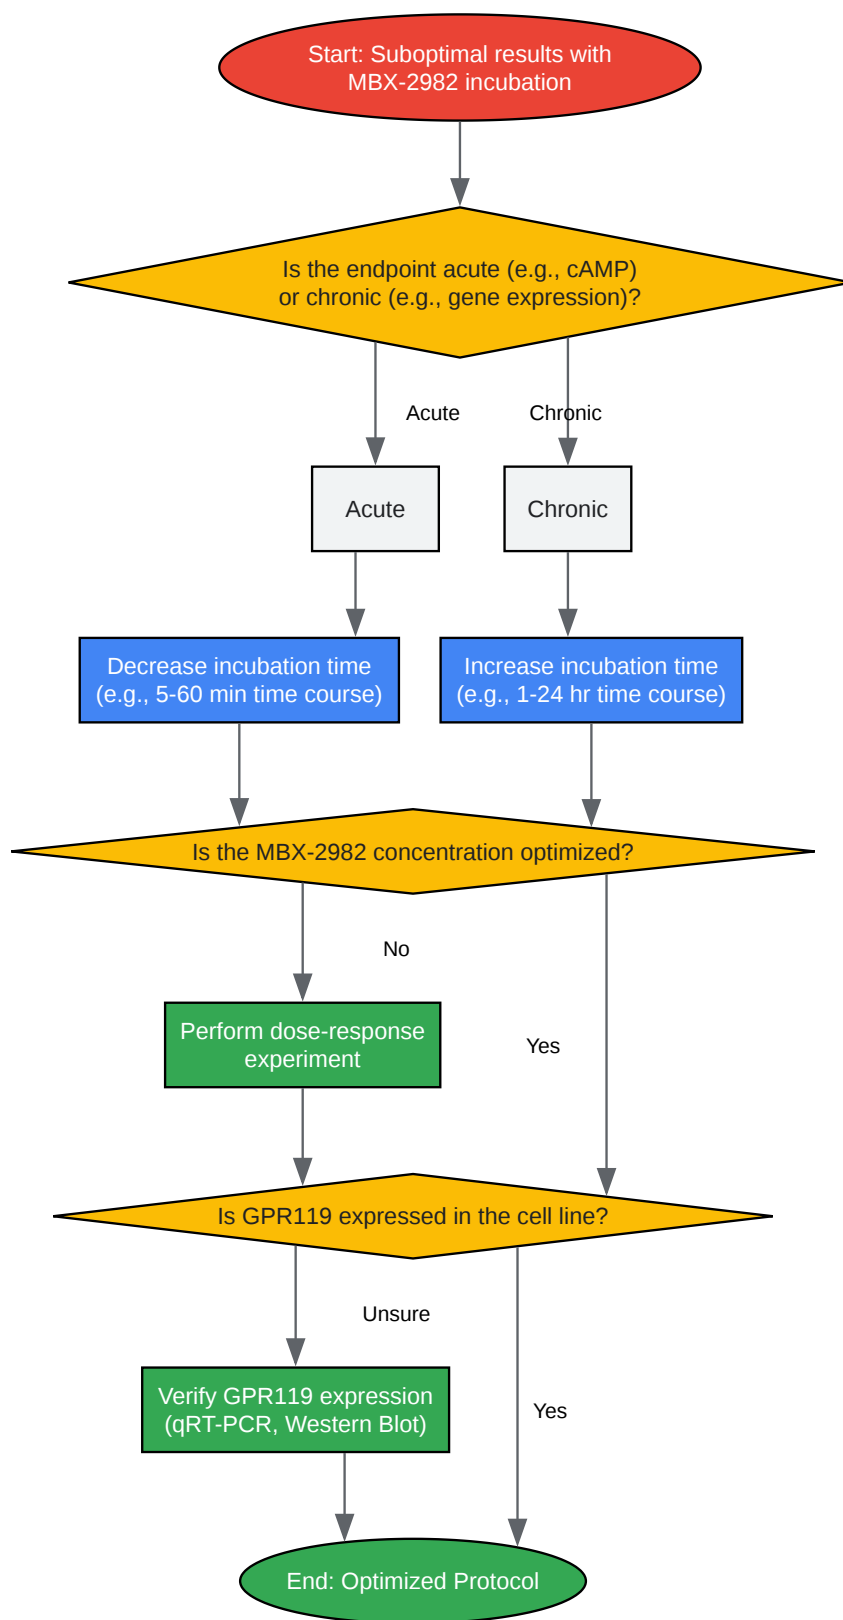 Start: Suboptimal results with
MBX-2982 incubation
Is the endpoint acute (e.g., cAMP)
or chronic (e.g., gene expression)?
Acute
Chronic
Acute
Chronic
Decrease incubation time
(e.g., 5-60 min time course)
Increase incubation time
(e.g., 1-24 hr time course)
Is the MBX-2982 concentration optimized?
No
Perform dose-response
experiment
Yes
Is GPR119 expressed in the cell line?
Unsure
Verify GPR119 expression
(qRT-PCR, Western Blot)
Yes
End: Optimized Protocol